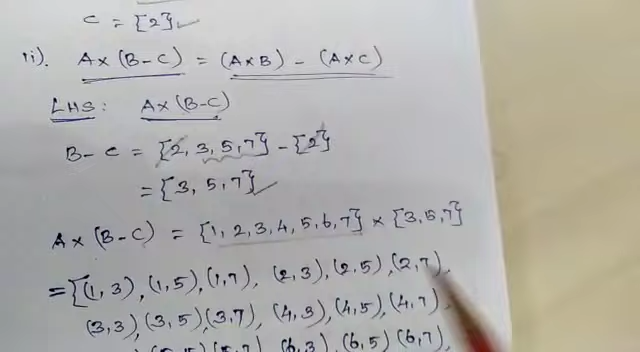 C = {2}
ii). A×(B-C) = (A×B) - (A×C)
LHS: A×(B-C)
B-C = {2, 3, 5, 7} - {2}
= {3, 5, 7}
A×(B-C) = {1, 2, 3, 4, 5, 6, 7} × {3, 5, 7}
= {(1, 3), (1, 5), (1, 7), (2, 3), (2, 5), (2, 7),
(3, 3), (3, 5) (3, 7), (4, 3), (4, 5), (4, 7),
(6, 3), (6, 5) (6, 7),